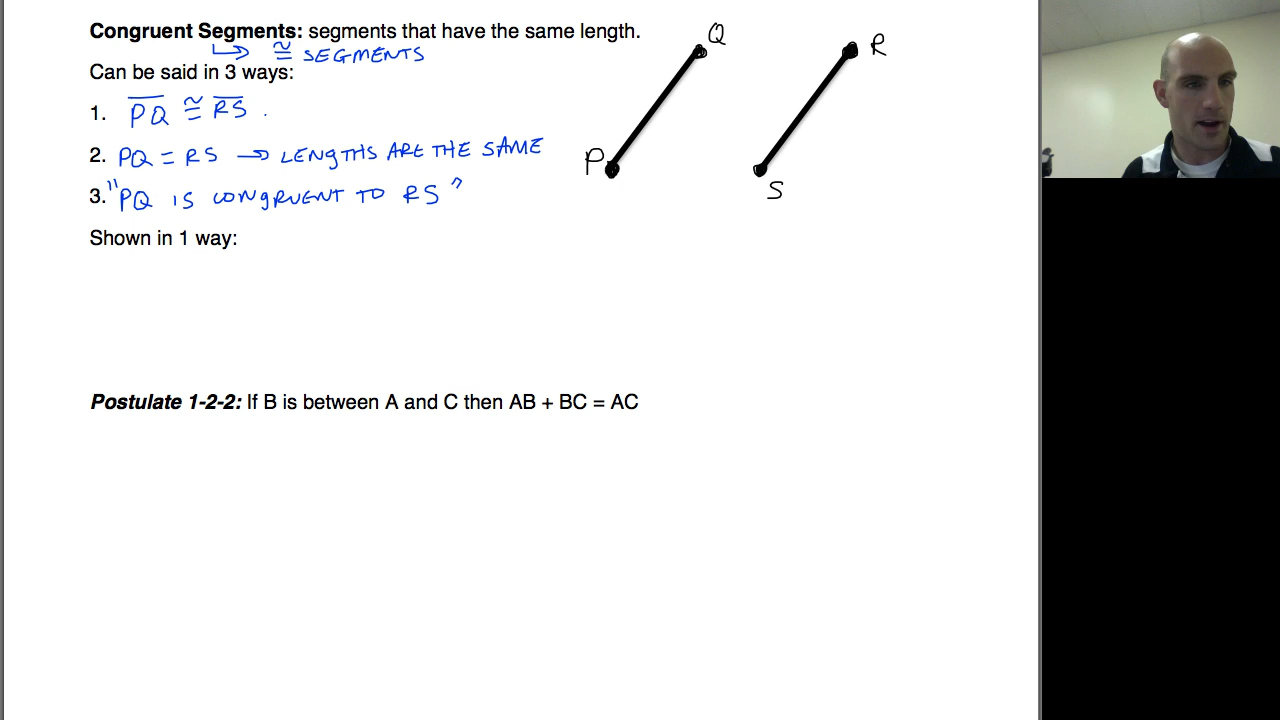 Congruent Segments: segments that have the same length.
↳ ≅ SEGMENTS
Can be said in 3 ways:
1. P̅Q̅ ≅ R̅S̅.
2. PQ = RS → LENGTHS ARE THE SAME
3. "PQ IS CONGRUENT TO RS"
Shown in 1 way:
Q
R
P
S
Postulate 1-2-2: If B is between A and C then AB + BC = AC